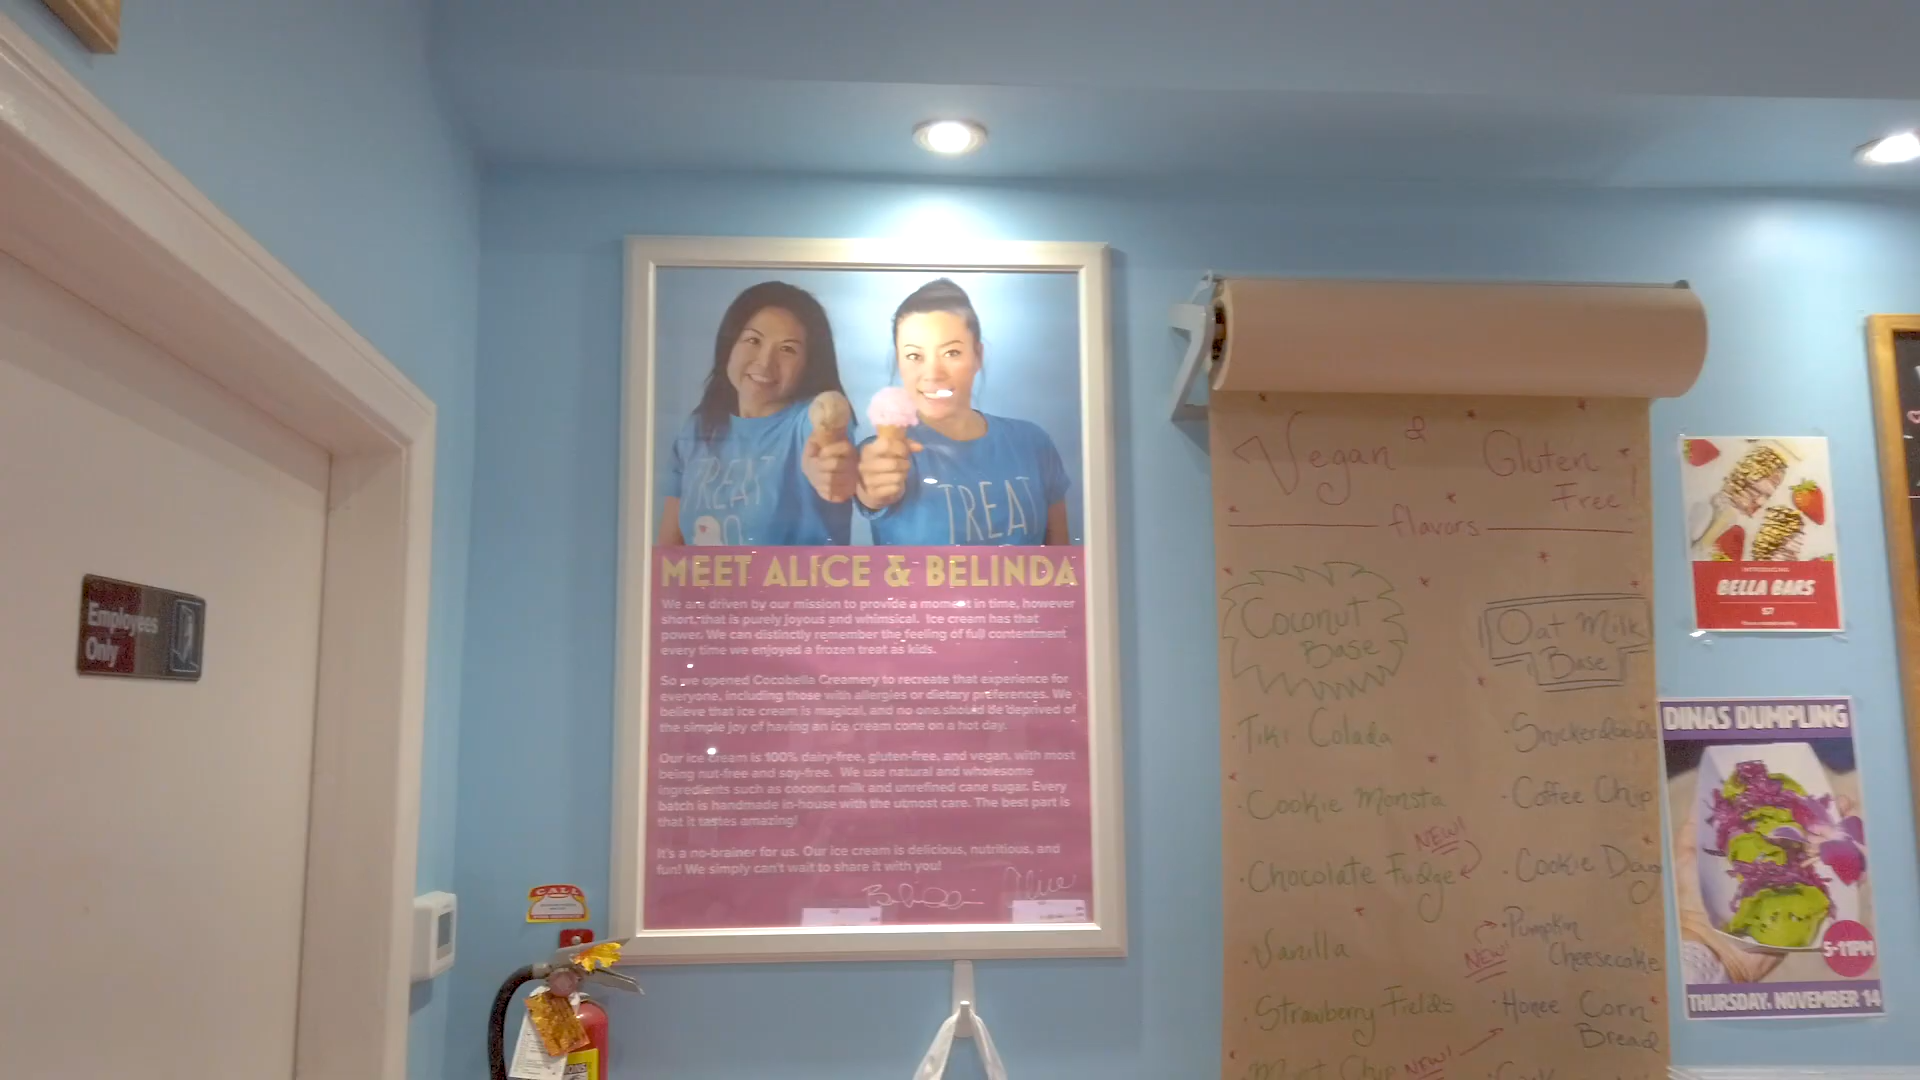 Employees
Only
TREAT
TREAT
MEET ALICE & BELINDA
We are driven by our mission to provide a moment in time, however
short, that is purely joyous and whimsical. Ice cream has that
power. We can distinctly remember the feeling of full contentment
every time we enjoyed a frozen treat as kids.
So we opened Cocobella Creamery to recreate that experience for
everyone, including those with allergies or dietary preferences. We
believe that ice cream is magical, and no one should be deprived of
the simple joy of having an ice cream cone on a hot day.
Our ice cream is 100% dairy-free, gluten-free, and vegan, with most
being nut-free and soy-free. We use natural and wholesome
ingredients such as coconut milk and unrefined cane sugar. Every
batch is handmade in-house with the utmost care. The best part is
that it tastes amazing!
It's a no-brainer for us. Our ice cream is delicious, nutritious, and
fun! We simply can't wait to share it with you!
Alice
CALL
Vegan & Gluten
Free!
flavors
Coconut
Base
Tiki Colada
Cookie Monsta
NEW!
Chocolate Fudge
Vanilla
Strawberry Fields
Mint Chip NEW!
Oat Milk
Base
Snickerdoodle
Coffee Chip
Cookie Doug
Pumpkin
NEW! Cheesecake
Honee Corn
Bread
INTRODUCING
BELLA BARS
$7
DINAS DUMPLING
5-11PM
THURSDAY, NOVEMBER 14